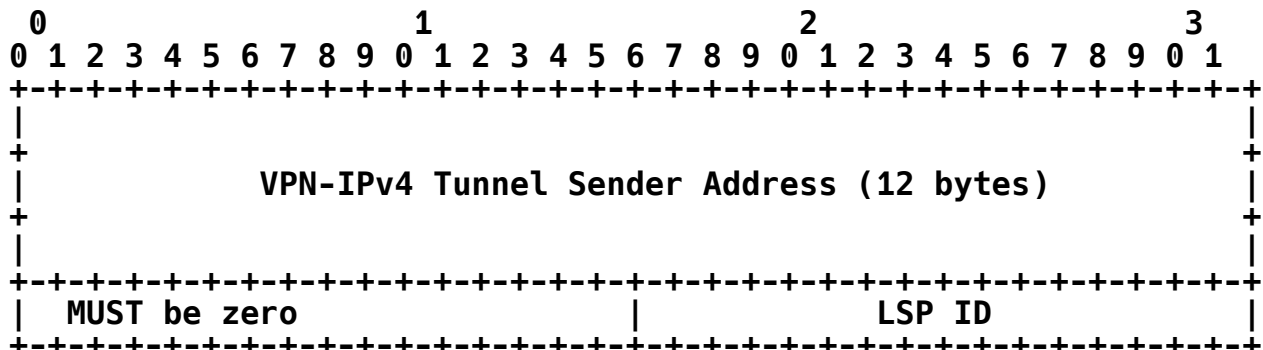 0                   1                   2                   3
0 1 2 3 4 5 6 7 8 9 0 1 2 3 4 5 6 7 8 9 0 1 2 3 4 5 6 7 8 9 0 1
+-+-+-+-+-+-+-+-+-+-+-+-+-+-+-+-+-+-+-+-+-+-+-+-+-+-+-+-+-+-+-+-+
|                                                               |
+                                                               +
|            VPN-IPv4 Tunnel Sender Address (12 bytes)          |
+                                                               +
|                                                               |
+-+-+-+-+-+-+-+-+-+-+-+-+-+-+-+-+-+-+-+-+-+-+-+-+-+-+-+-+-+-+-+-+
|  MUST be zero                 |            LSP ID             |
+-+-+-+-+-+-+-+-+-+-+-+-+-+-+-+-+-+-+-+-+-+-+-+-+-+-+-+-+-+-+-+-+